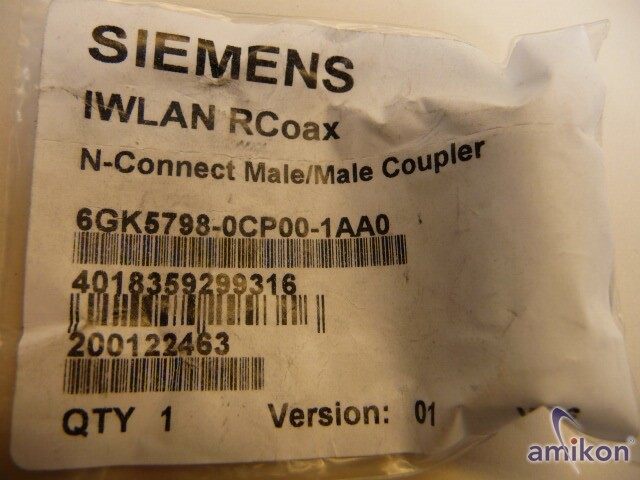 SIEMENS
IWLAN RCoax
N-Connect Male/Male Coupler
6GK5798-0CP00-1AA0
4018359299316
200122463
QTY 1 Version: 01
amikon®